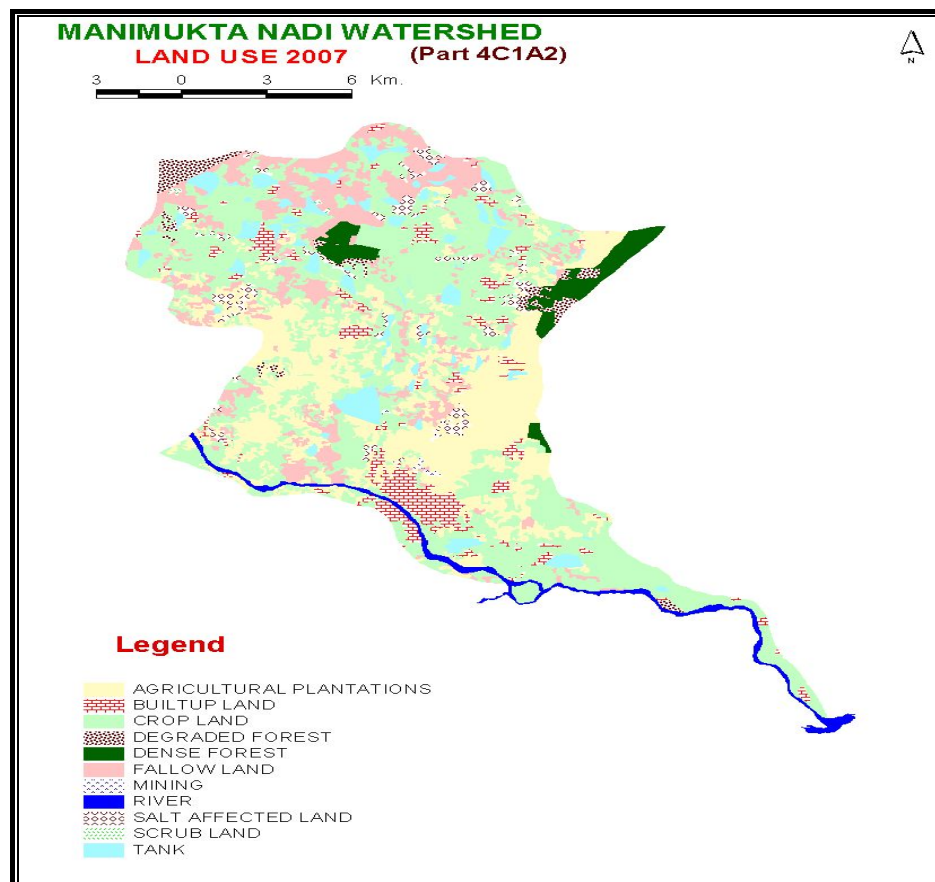 MANIMUKTA NADI WATERSHED
LAND USE 2007 (Part 4C1A2)
N
3 0 3 6 Km.
Legend
AGRICULTURAL PLANTATIONS
BUILTUP LAND
CROP LAND
DEGRADED FOREST
DENSE FOREST
FALLOW LAND
MINING
RIVER
SALT AFFECTED LAND
SCRUB LAND
TANK